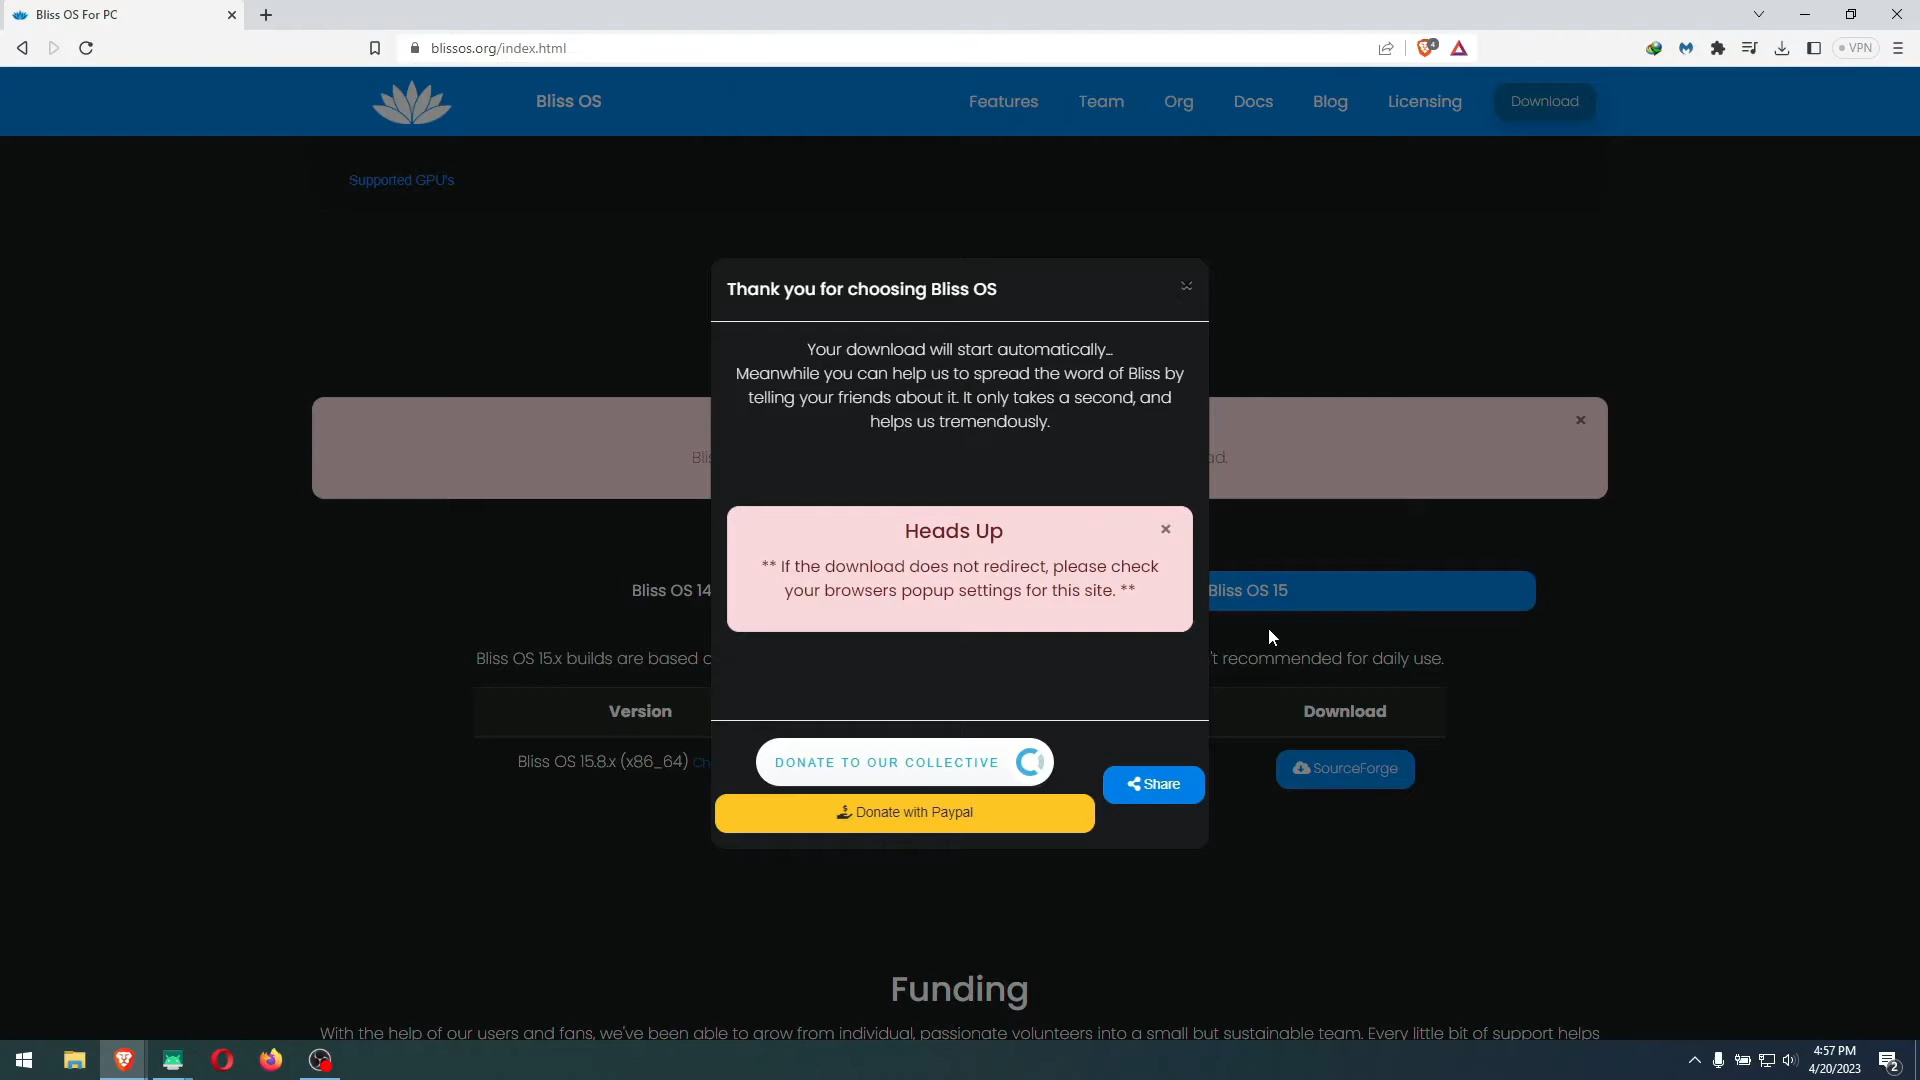 Bliss OS For PC
blissos.org/index.html
4
VPN
Bliss OS
Features
Team
Org
Docs
Blog
Licensing
Download
Supported GPU's
Thank you for choosing Bliss OS
Your download will start automatically...
Meanwhile you can help us to spread the word of Bliss by
telling your friends about it. It only takes a second, and
helps us tremendously.
Heads Up
** If the download does not redirect, please check
your browsers popup settings for this site. **
Bliss OS 14
Bliss OS 15
Bliss OS 15.x builds are based
't recommended for daily use.
Version
Download
Bliss OS 15.8.x (x86_64)
SourceForge
DONATE TO OUR COLLECTIVE
Share
Donate with Paypal
Funding
With the help of our users and fans, we've been able to grow from individual, passionate volunteers into a small but sustainable team. Every little bit of support helps
4:57 PM
4/20/2023
2